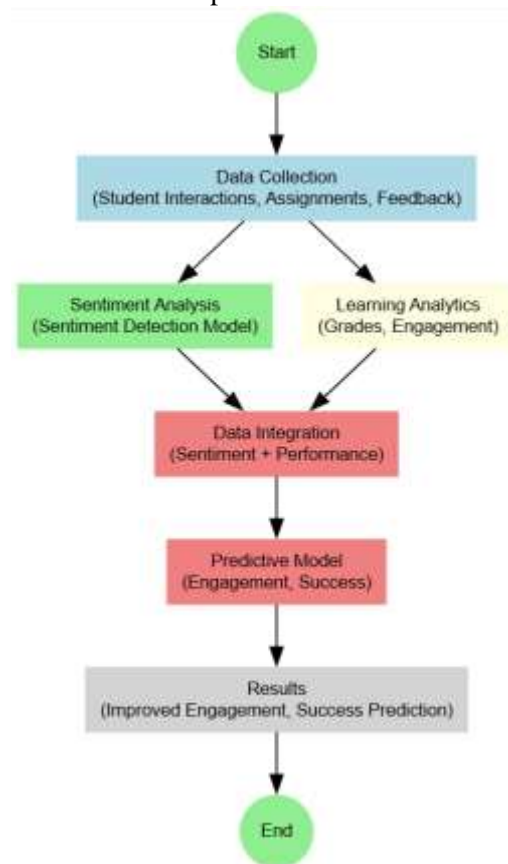 Start
Data Collection
(Student Interactions, Assignments, Feedback)
Sentiment Analysis
(Sentiment Detection Model)
Learning Analytics
(Grades, Engagement)
Data Integration
(Sentiment + Performance)
Predictive Model
(Engagement, Success)
Results
(Improved Engagement, Success Prediction)
End